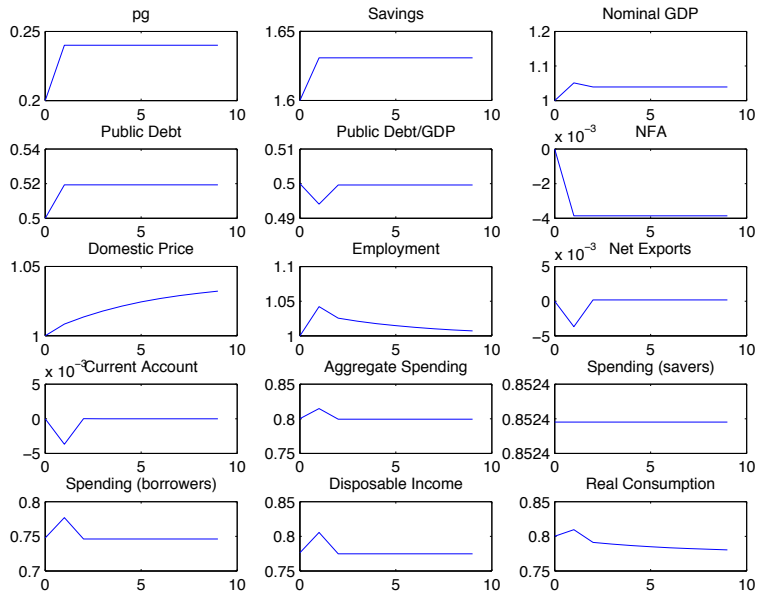 pg
0.25
0.2
0 5 10
Savings
1.65
1.6
0 5 10
Nominal GDP
1.2
1.1
1
0 5 10
Public Debt
0.54
0.52
0.5
0 5 10
Public Debt/GDP
0.51
0.5
0.49
0 5 10
NFA
x 10⁻³
0
−2
−4
0 5 10
Domestic Price
1.05
1
0 5 10
Employment
1.1
1.05
1
0 5 10
Net Exports
x 10⁻³
5
0
−5
0 5 10
Current Account
x 10⁻³
5
0
−5
0 5 10
Aggregate Spending
0.85
0.8
0.75
0 5 10
Spending (savers)
0.8524
0.8524
0.8524
0 5 10
Spending (borrowers)
0.8
0.75
0.7
0 5 10
Disposable Income
0.85
0.8
0.75
0 5 10
Real Consumption
0.85
0.8
0.75
0 5 10